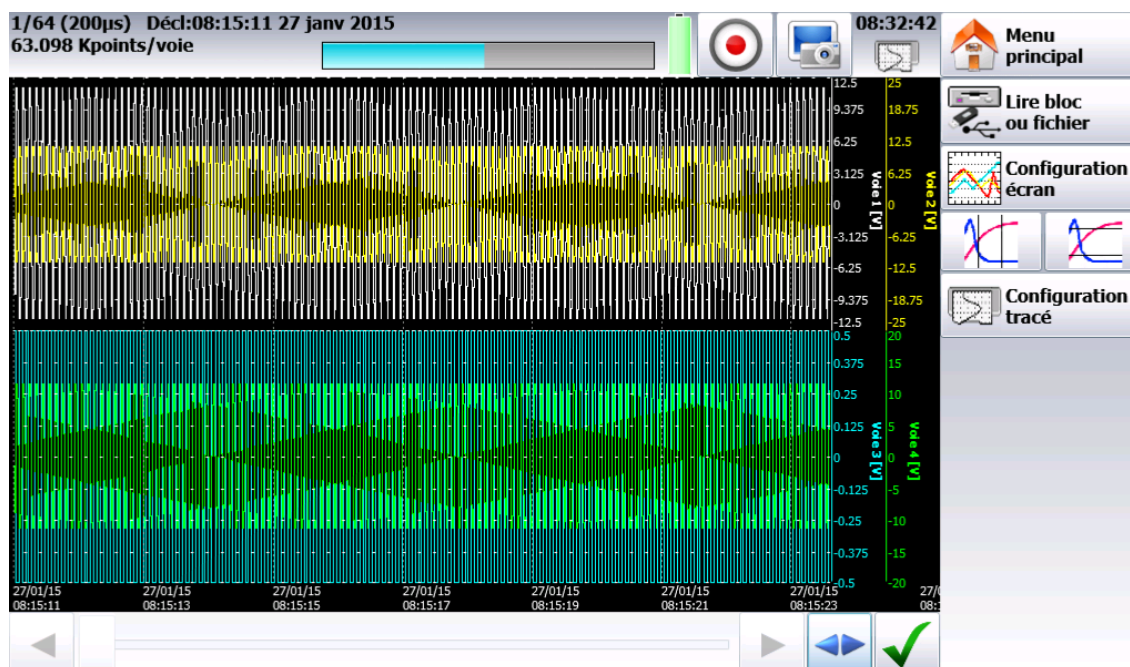 1/64 (200µs) Décl:08:15:11 27 janv 2015
63.098 Kpoints/voie
08:32:42
Menu
principal
Lire bloc
ou fichier
Configuration
écran
Configuration
tracé
12.5
9.375
6.25
3.125
0
-3.125
-6.25
-9.375
-12.5
Voie 1 [V]
25
18.75
12.5
6.25
0
-6.25
-12.5
-18.75
-25
Voie 2 [V]
0.5
0.375
0.25
0.125
0
-0.125
-0.25
-0.375
-0.5
Voie 3 [V]
20
15
10
5
0
-5
-10
-15
-20
Voie 4 [V]
27/01/15 27/01/15 27/01/15 27/01/15 27/01/15 27/01/15 27/01/15 27/0
08:15:11 08:15:13 08:15:15 08:15:17 08:15:19 08:15:21 08:15:23 08:1